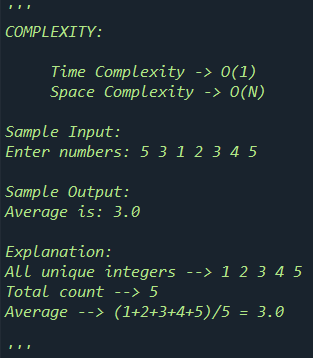 '''
COMPLEXITY:
Time Complexity -> O(1)
Space Complexity -> O(N)
Sample Input:
Enter numbers: 5 3 1 2 3 4 5
Sample Output:
Average is: 3.0
Explanation:
All unique integers --> 1 2 3 4 5
Total count --> 5
Average --> (1+2+3+4+5)/5 = 3.0
'''